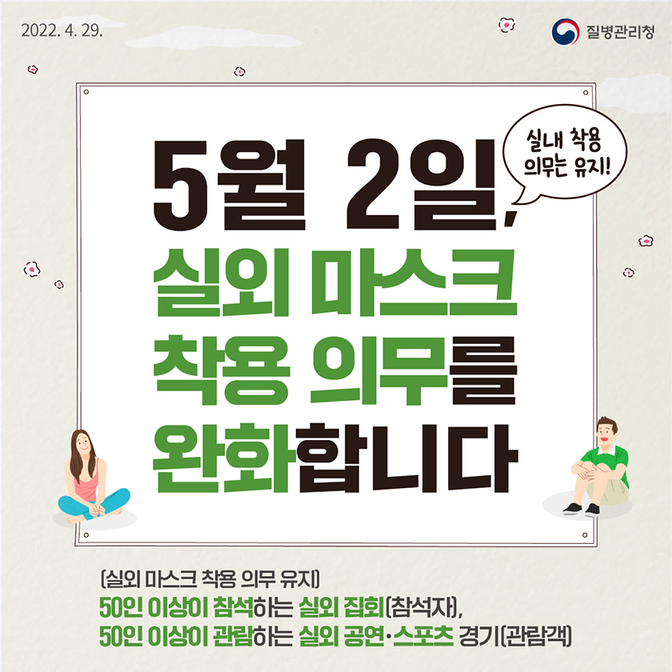 2022. 4. 29.
질병관리청
실내 착용
의무는 유지!
5월 2일,
실외 마스크
착용 의무를
완화합니다
(실외 마스크 착용 의무 유지)
50인 이상이 참석하는 실외 집회(참석자),
50인 이상이 관람하는 실외 공연·스포츠 경기(관람객)